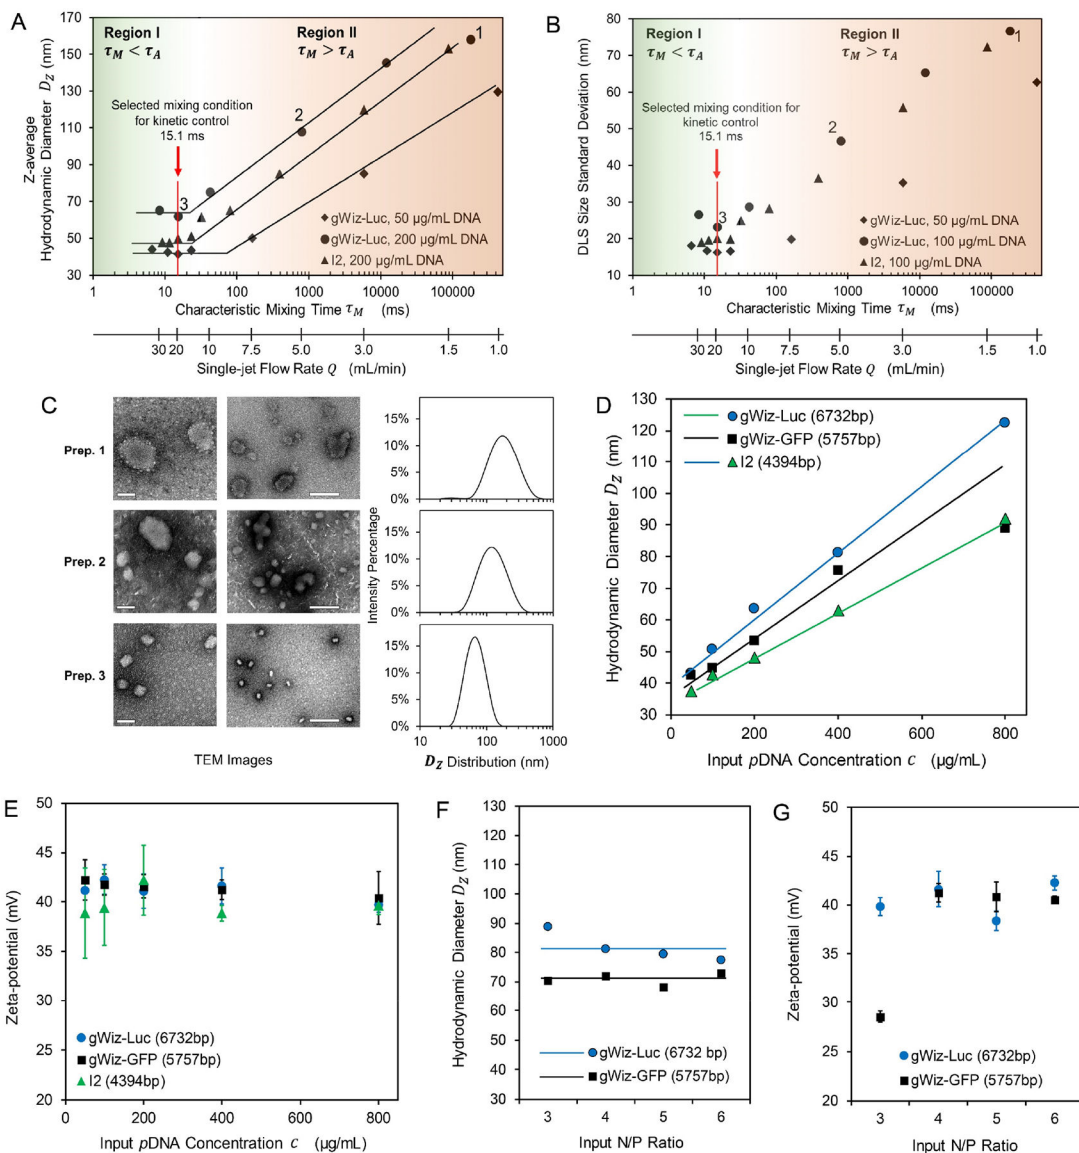 A
Z-average
Hydrodynamic Diameter D_Z (nm)
170
150
130
110
90
70
50
30
Region I
τ_M < τ_A
Region II
τ_M > τ_A
1
2
3
Selected mixing condition
for kinetic control
15.1 ms
gWiz-Luc, 50 µg/mL DNA
gWiz-Luc, 200 µg/mL DNA
I2, 200 µg/mL DNA
1 10 100 1000 10000 100000
Characteristic Mixing Time τ_M (ms)
30 20 10 7.5 5.0 3.0 1.5 1.0
Single-jet Flow Rate Q (mL/min)
B
DLS Size Standard Deviation (nm)
80
70
60
50
40
30
20
10
0
Region I
τ_M < τ_A
Region II
τ_M > τ_A
1
2
3
Selected mixing condition for
kinetic control
15.1 ms
gWiz-Luc, 50 µg/mL DNA
gWiz-Luc, 100 µg/mL DNA
I2, 100 µg/mL DNA
1 10 100 1000 10000 100000
Characteristic Mixing Time τ_M (ms)
30 20 10 7.5 5.0 3.0 1.5 1.0
Single-jet Flow Rate Q (mL/min)
C
Prep. 1
Prep. 2
Prep. 3
TEM Images
Intensity Percentage
15%
10%
5%
0%
15%
10%
5%
0%
15%
10%
5%
0%
10 100 1000
D_Z Distribution (nm)
D
Hydrodynamic Diameter D_Z (nm)
130
120
110
100
90
80
70
60
50
40
30
gWiz-Luc (6732bp)
gWiz-GFP (5757bp)
I2 (4394bp)
0 200 400 600 800
Input pDNA Concentration c (µg/mL)
E
Zeta-potential (mV)
50
45
40
35
30
25
20
gWiz-Luc (6732bp)
gWiz-GFP (5757bp)
I2 (4394bp)
0 200 400 600 800
Input pDNA Concentration c (µg/mL)
F
Hydrodynamic Diameter D_Z (nm)
130
120
110
100
90
80
70
60
50
40
30
gWiz-Luc (6732 bp)
gWiz-GFP (5757bp)
3 4 5 6
Input N/P Ratio
G
Zeta-potential (mV)
50
45
40
35
30
25
20
gWiz-Luc (6732bp)
gWiz-GFP (5757bp)
3 4 5 6
Input N/P Ratio